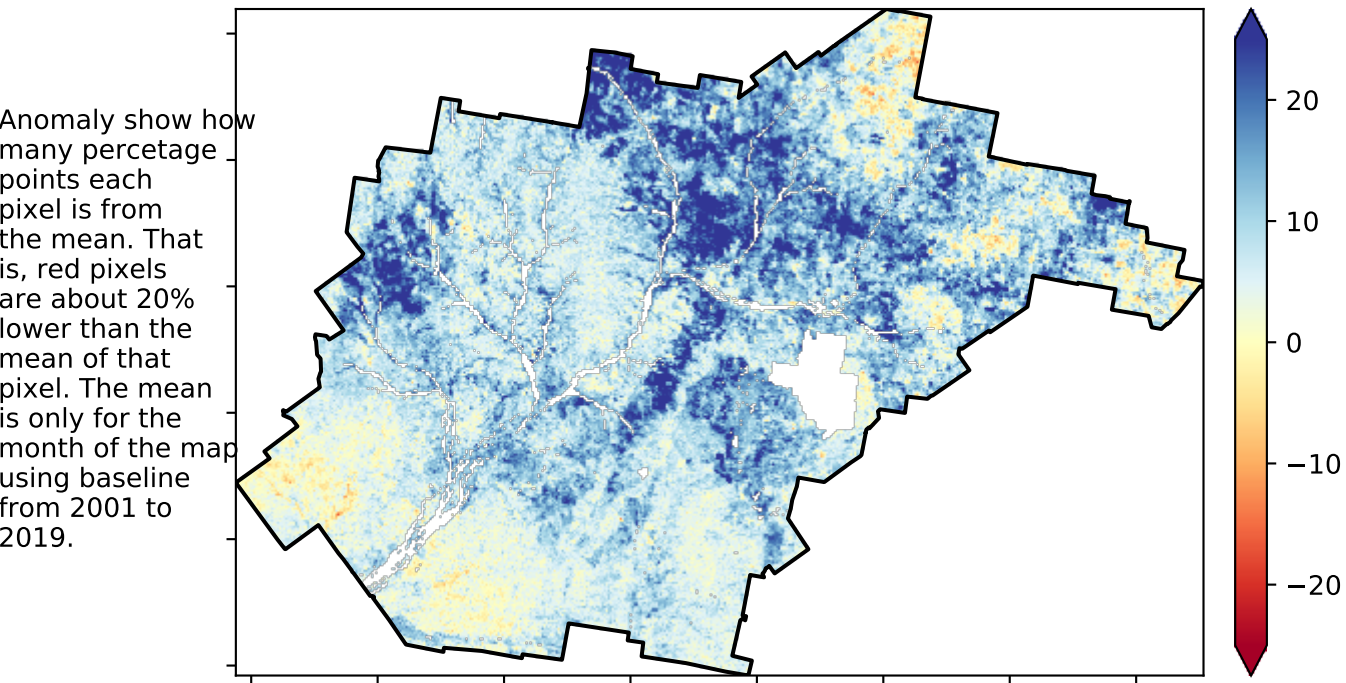 Anomaly show how
many percetage
points each
pixel is from
the mean. That
is, red pixels
are about 20%
lower than the
mean of that
pixel. The mean
is only for the
month of the map
using baseline
from 2001 to
2019.
20
10
0
−10
−20